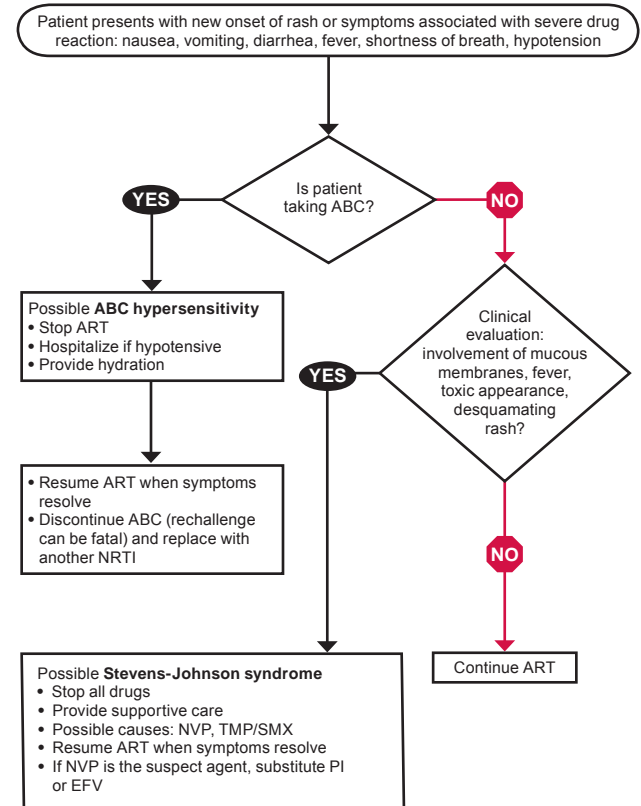 Patient presents with new onset of rash or symptoms associated with severe drug
reaction: nausea, vomiting, diarrhea, fever, shortness of breath, hypotension
Is patient
taking ABC?
YES
NO
Possible ABC hypersensitivity
• Stop ART
• Hospitalize if hypotensive
• Provide hydration
Clinical
evaluation:
involvement of mucous
membranes, fever,
toxic appearance,
desquamating
rash?
YES
• Resume ART when symptoms
resolve
• Discontinue ABC (rechallenge
can be fatal) and replace with
another NRTI
NO
Continue ART
Possible Stevens-Johnson syndrome
• Stop all drugs
• Provide supportive care
• Possible causes: NVP, TMP/SMX
• Resume ART when symptoms resolve
• If NVP is the suspect agent, substitute PI
or EFV